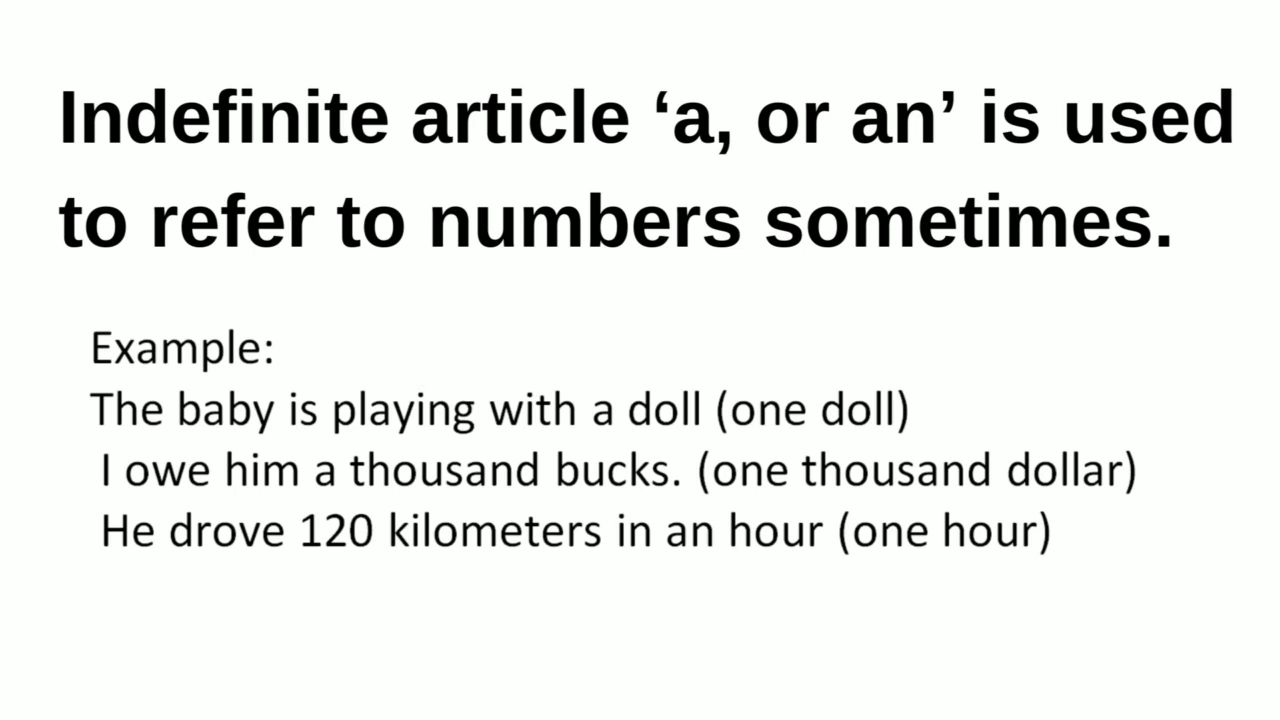 Indefinite article ‘a, or an’ is used
to refer to numbers sometimes.
Example:
The baby is playing with a doll (one doll)
I owe him a thousand bucks. (one thousand dollar)
He drove 120 kilometers in an hour (one hour)